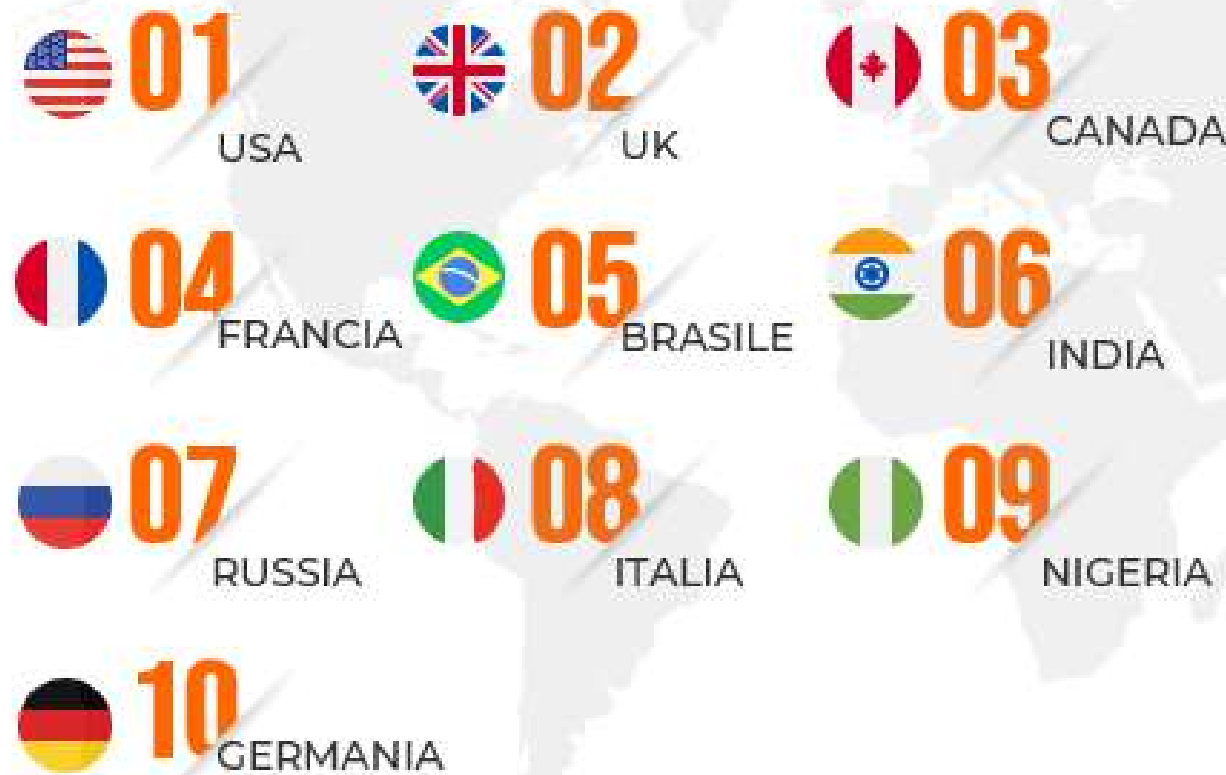 01
USA
02
UK
03
CANADA
04
FRANCIA
05
BRASILE
06
INDIA
07
RUSSIA
08
ITALIA
09
NIGERIA
10
GERMANIA